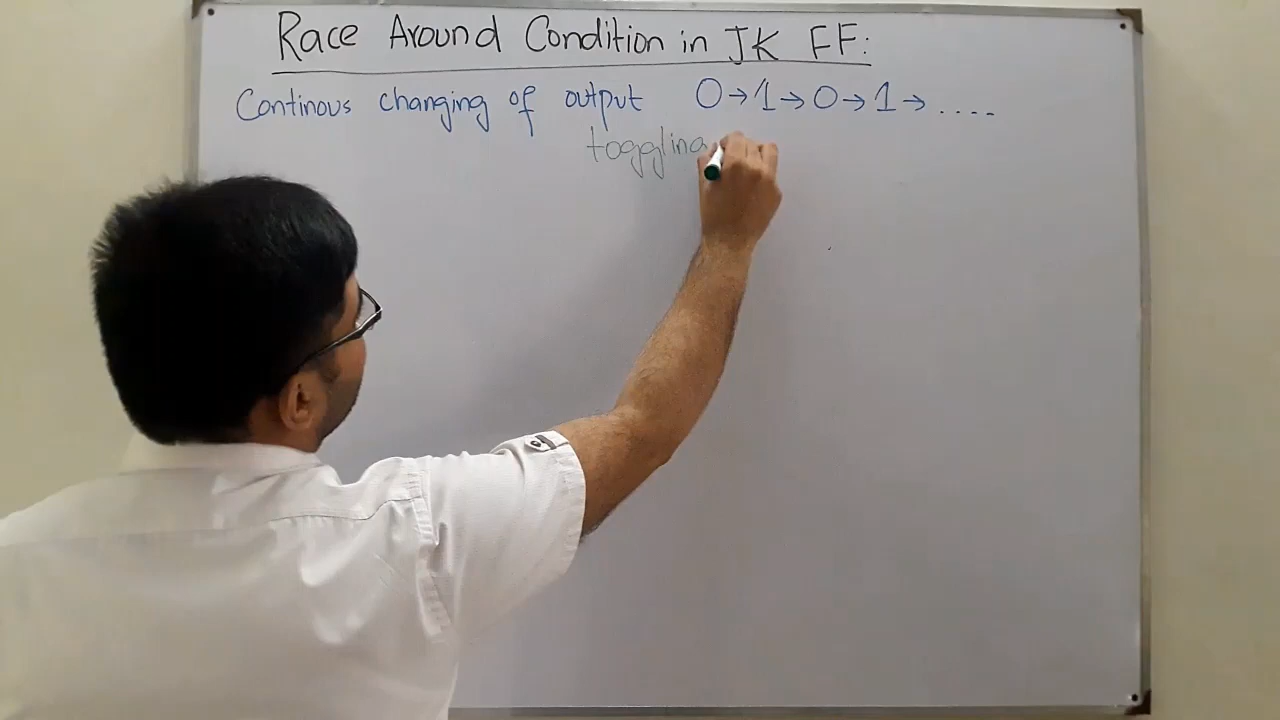 Race Around Condition in JK FF:
Continous changing of output 0→1→0→1→....
toggling